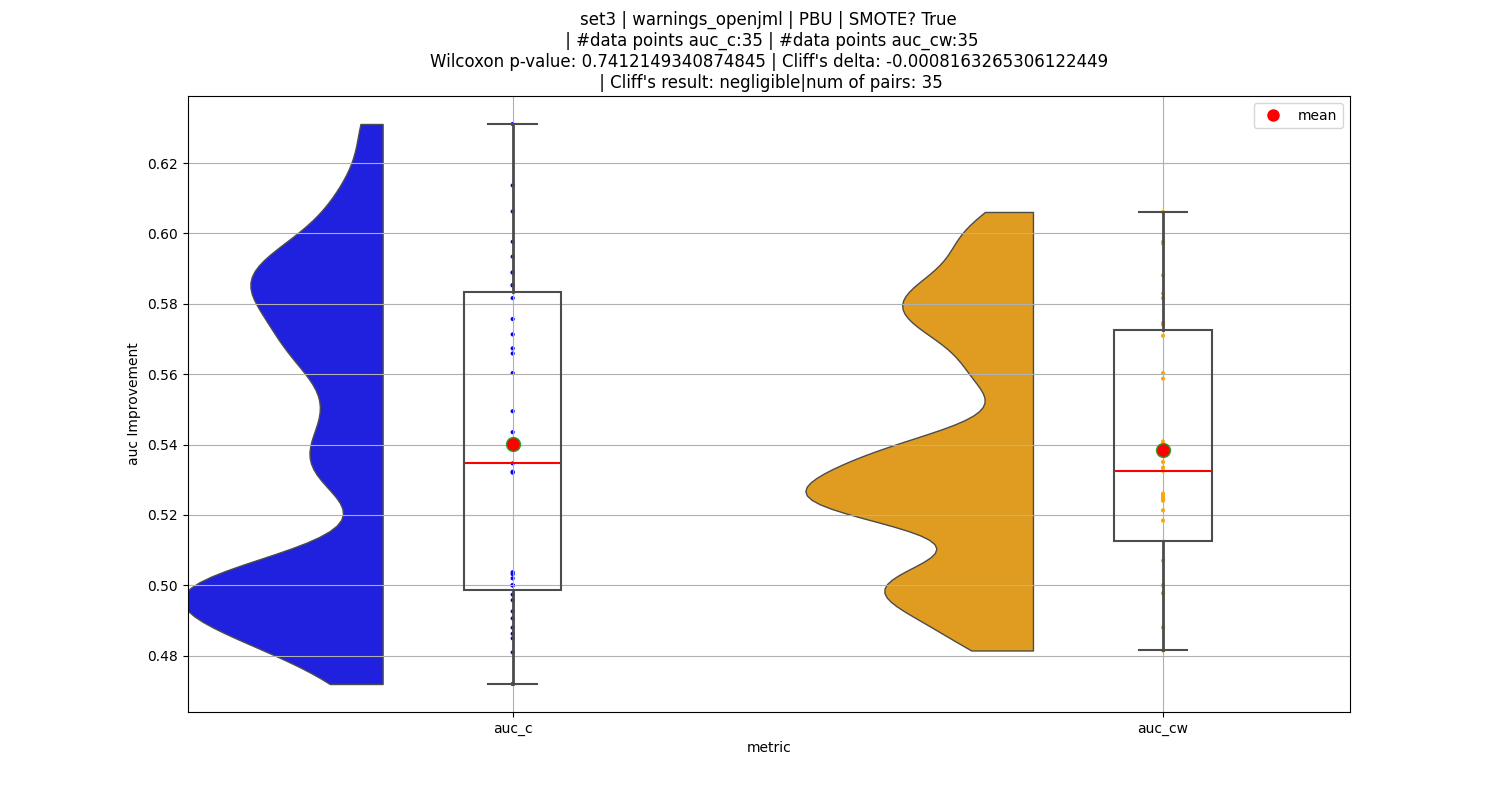 set3 | warnings_openjml | PBU | SMOTE? True
| #data points auc_c:35 | #data points auc_cw:35
Wilcoxon p-value: 0.7412149340874845 | Cliff's delta: -0.0008163265306122449
| Cliff's result: negligible|num of pairs: 35
mean
0.62
0.60
0.58
0.56
0.54
0.52
0.50
0.48
auc Improvement
auc_c
auc_cw
metric